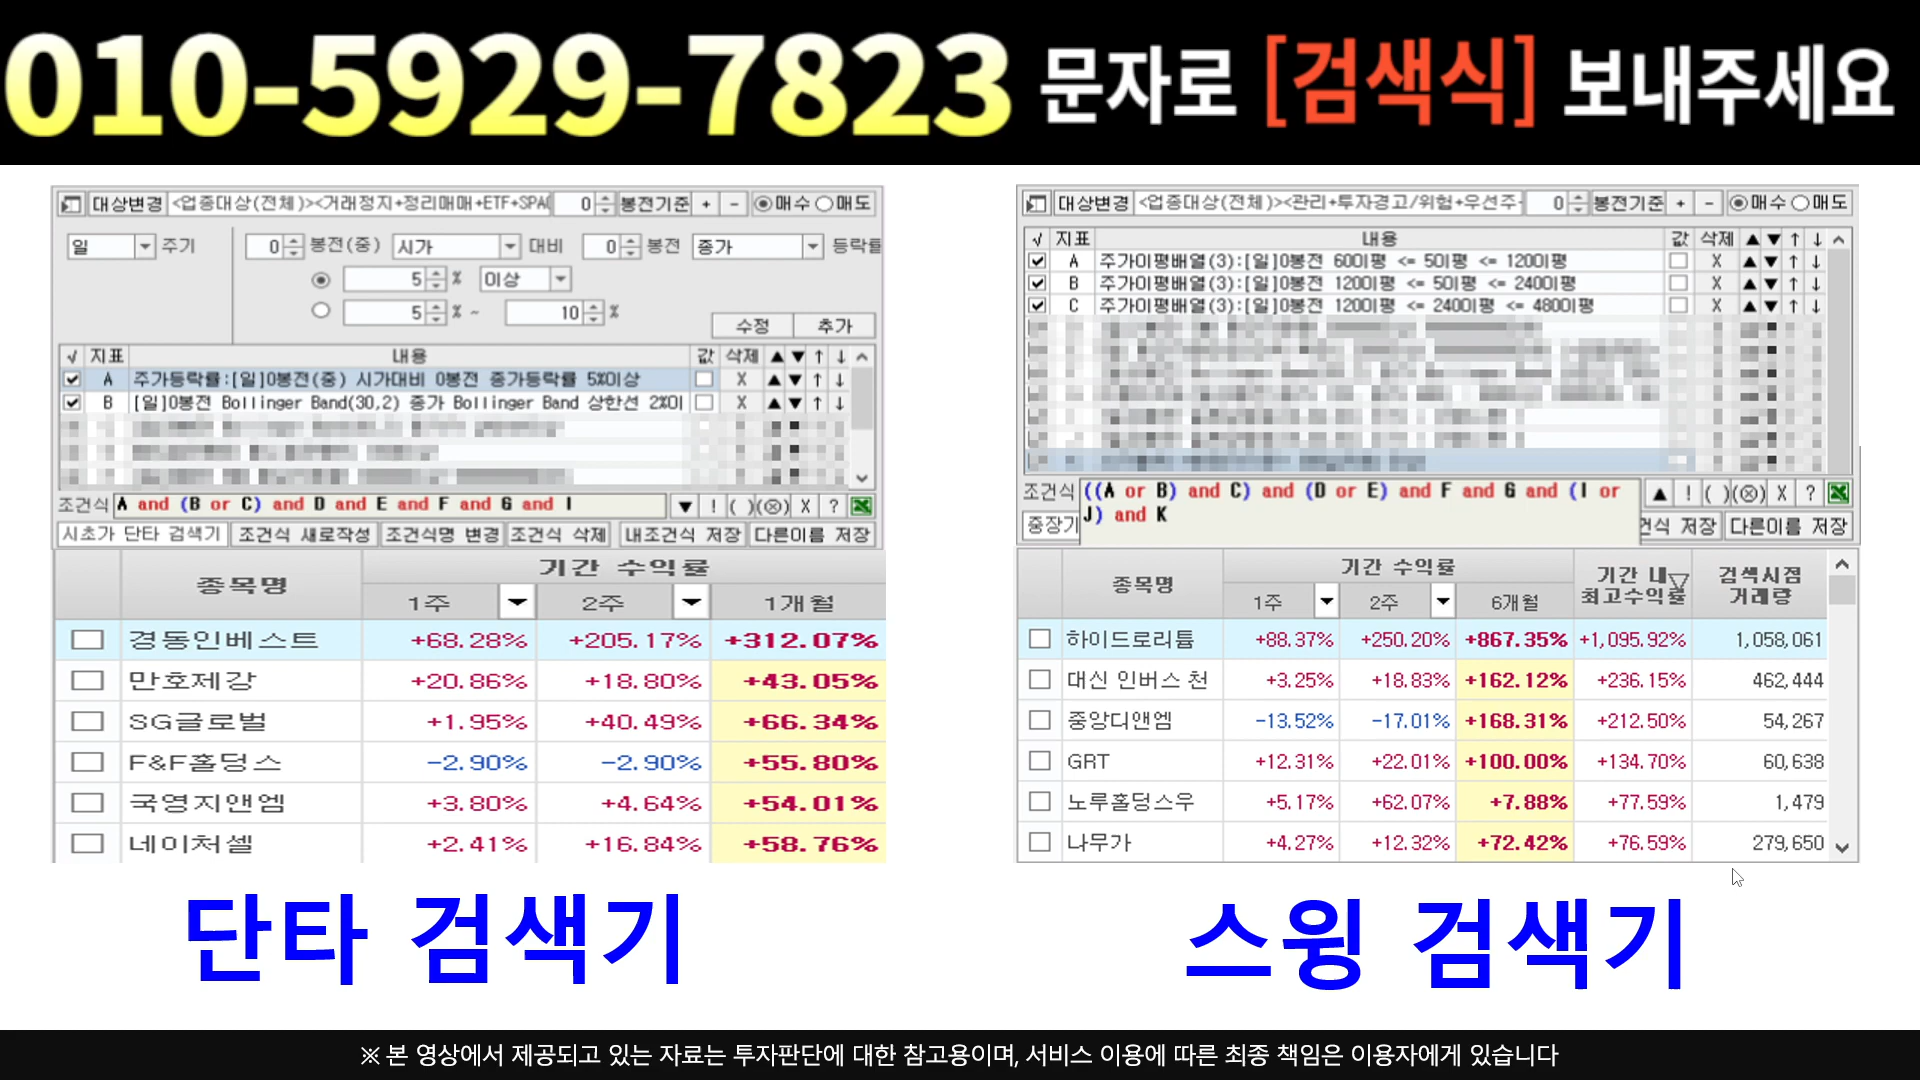 010-5929-7823 문자로 [검색식] 보내주세요
대상변경 <업종대상(전체)><거래정지+정리매매+ETF+SPA 0 봉전기준 + - 매수 매도
일 주기 0 봉전(중) 시가 대비 0 봉전 종가 등락률
5 % 이상
5 % ~ 10 %
수정 추가
√ 지표 내용 값 삭제 ▲ ▼ ↑ ↓
A 주가등락률:[일]0봉전(중) 시가대비 0봉전 종가등락률 5%이상 X ▲ ▼ ↑ ↓
B [일]0봉전 Bollinger Band(30,2) 종가 Bollinger Band 상한선 2%이 X ▲ ▼ ↑ ↓
조건식 A and (B or C) and D and E and F and G and I ▼ ! ( )(⊗) X ?
시초가 단타 검색기 조건식 새로작성 조건식명 변경 조건식 삭제 내조건식 저장 다른이름 저장
종목명 기간 수익률
1주 2주 1개월
경동인베스트 +68.28% +205.17% +312.07%
만호제강 +20.86% +18.80% +43.05%
SG글로벌 +1.95% +40.49% +66.34%
F&F홀딩스 -2.90% -2.90% +55.80%
국영지앤엠 +3.80% +4.64% +54.01%
네이처셀 +2.41% +16.84% +58.76%
단타 검색기
대상변경 <업종대상(전체)><관리+투자경고/위험+우선주+ 0 봉전기준 + - 매수 매도
√ 지표 내용 값 삭제 ▲ ▼ ↑ ↓
A 주가이평배열(3):[일]0봉전 60이평 <= 5이평 <= 120이평 X ▲ ▼ ↑ ↓
B 주가이평배열(3):[일]0봉전 120이평 <= 5이평 <= 240이평 X ▲ ▼ ↑ ↓
C 주가이평배열(3):[일]0봉전 120이평 <= 240이평 <= 480이평 X ▲ ▼ ↑ ↓
조건식 ((A or B) and C) and (D or E) and F and G and (I or ▲ ! ( )(⊗) X ?
중장기 J) and K 건식 저장 다른이름 저장
종목명 기간 수익률 기간 내 최고수익률 검색시점 거래량
1주 2주 6개월
하이드로리튬 +88.37% +250.20% +867.35% +1,095.92% 1,058,061
대신 인버스 천 +3.25% +18.83% +162.12% +236.15% 462,444
중앙디앤엠 -13.52% -17.01% +168.31% +212.50% 54,267
GRT +12.31% +22.01% +100.00% +134.70% 60,638
노루홀딩스우 +5.17% +62.07% +7.88% +77.59% 1,479
나무가 +4.27% +12.32% +72.42% +76.59% 279,650
스윙 검색기
※ 본 영상에서 제공되고 있는 자료는 투자판단에 대한 참고용이며, 서비스 이용에 따른 최종 책임은 이용자에게 있습니다